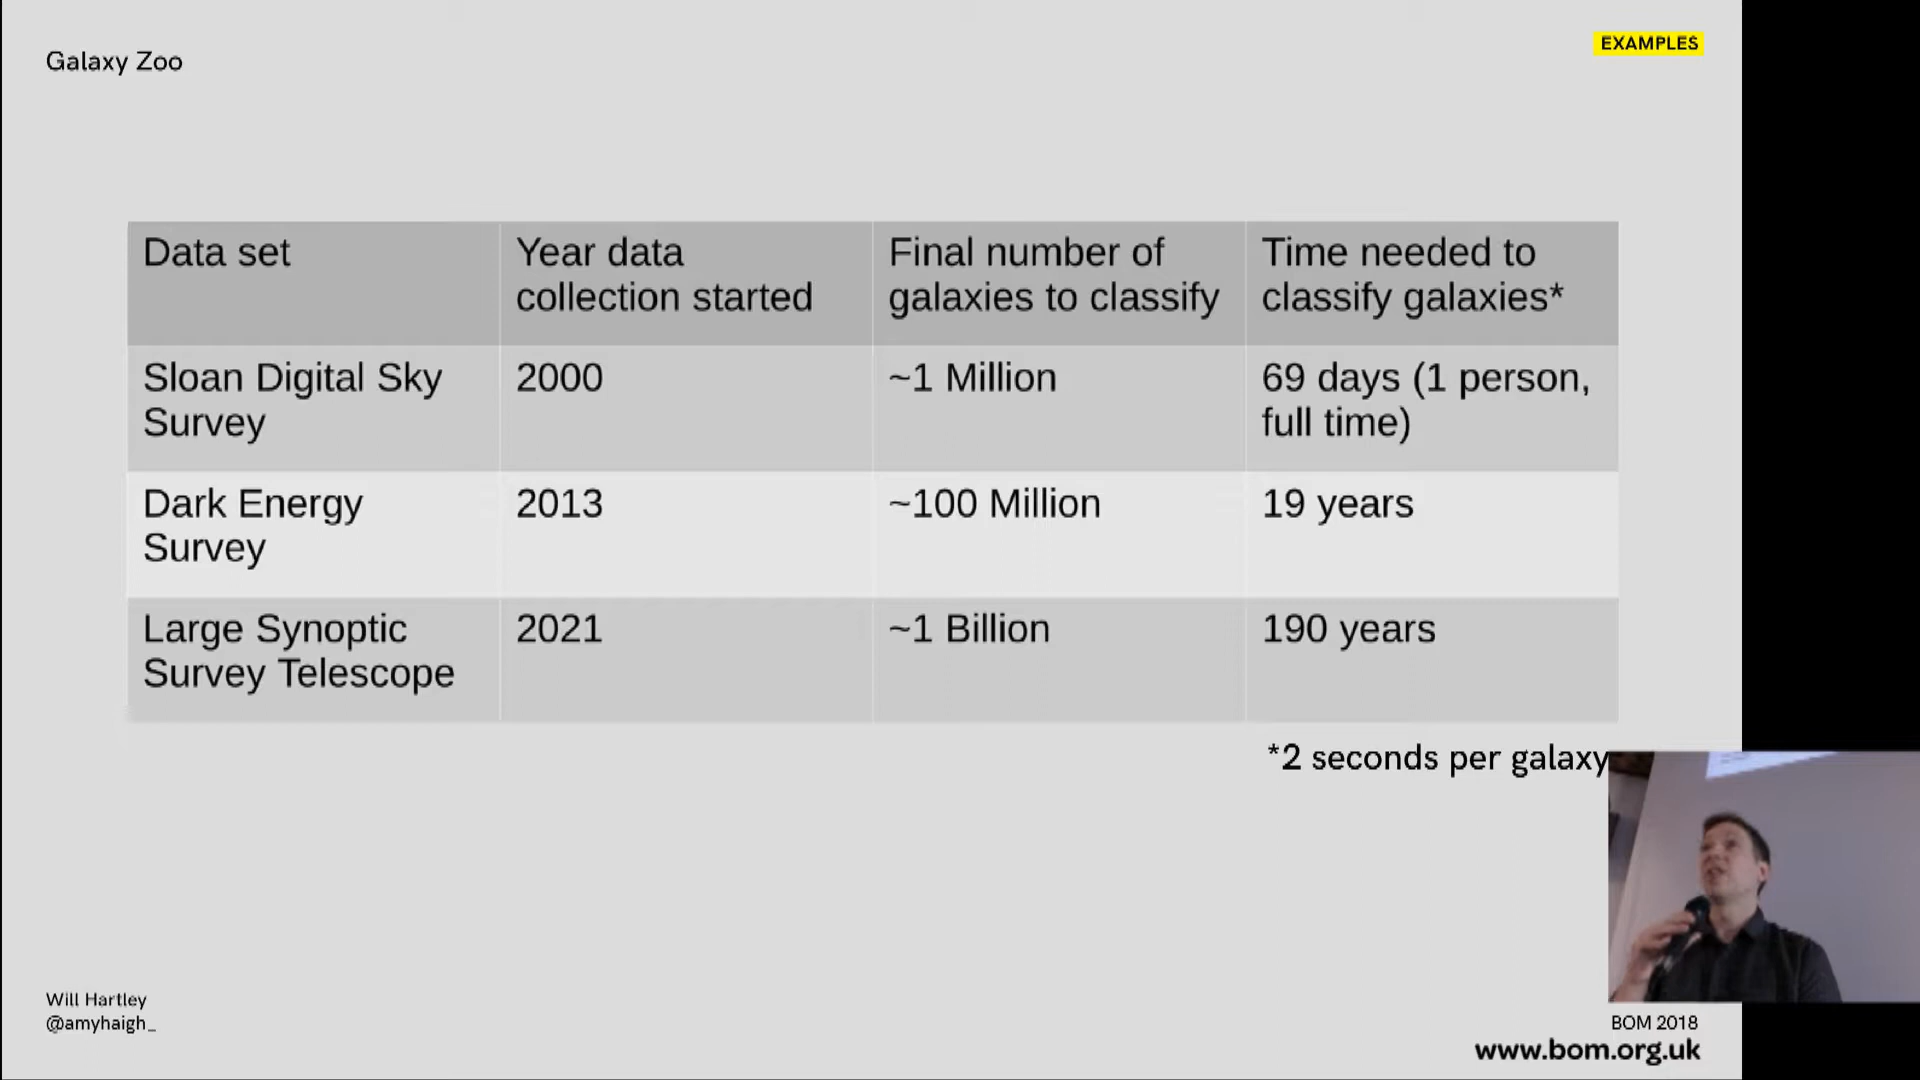 Galaxy Zoo
EXAMPLES
Data set
Year data
collection started
Final number of
galaxies to classify
Time needed to
classify galaxies*
Sloan Digital Sky
Survey
2000
~1 Million
69 days (1 person,
full time)
Dark Energy
Survey
2013
~100 Million
19 years
Large Synoptic
Survey Telescope
2021
~1 Billion
190 years
*2 seconds per galaxy
Will Hartley
@amyhaigh_
BOM 2018
www.bom.org.uk